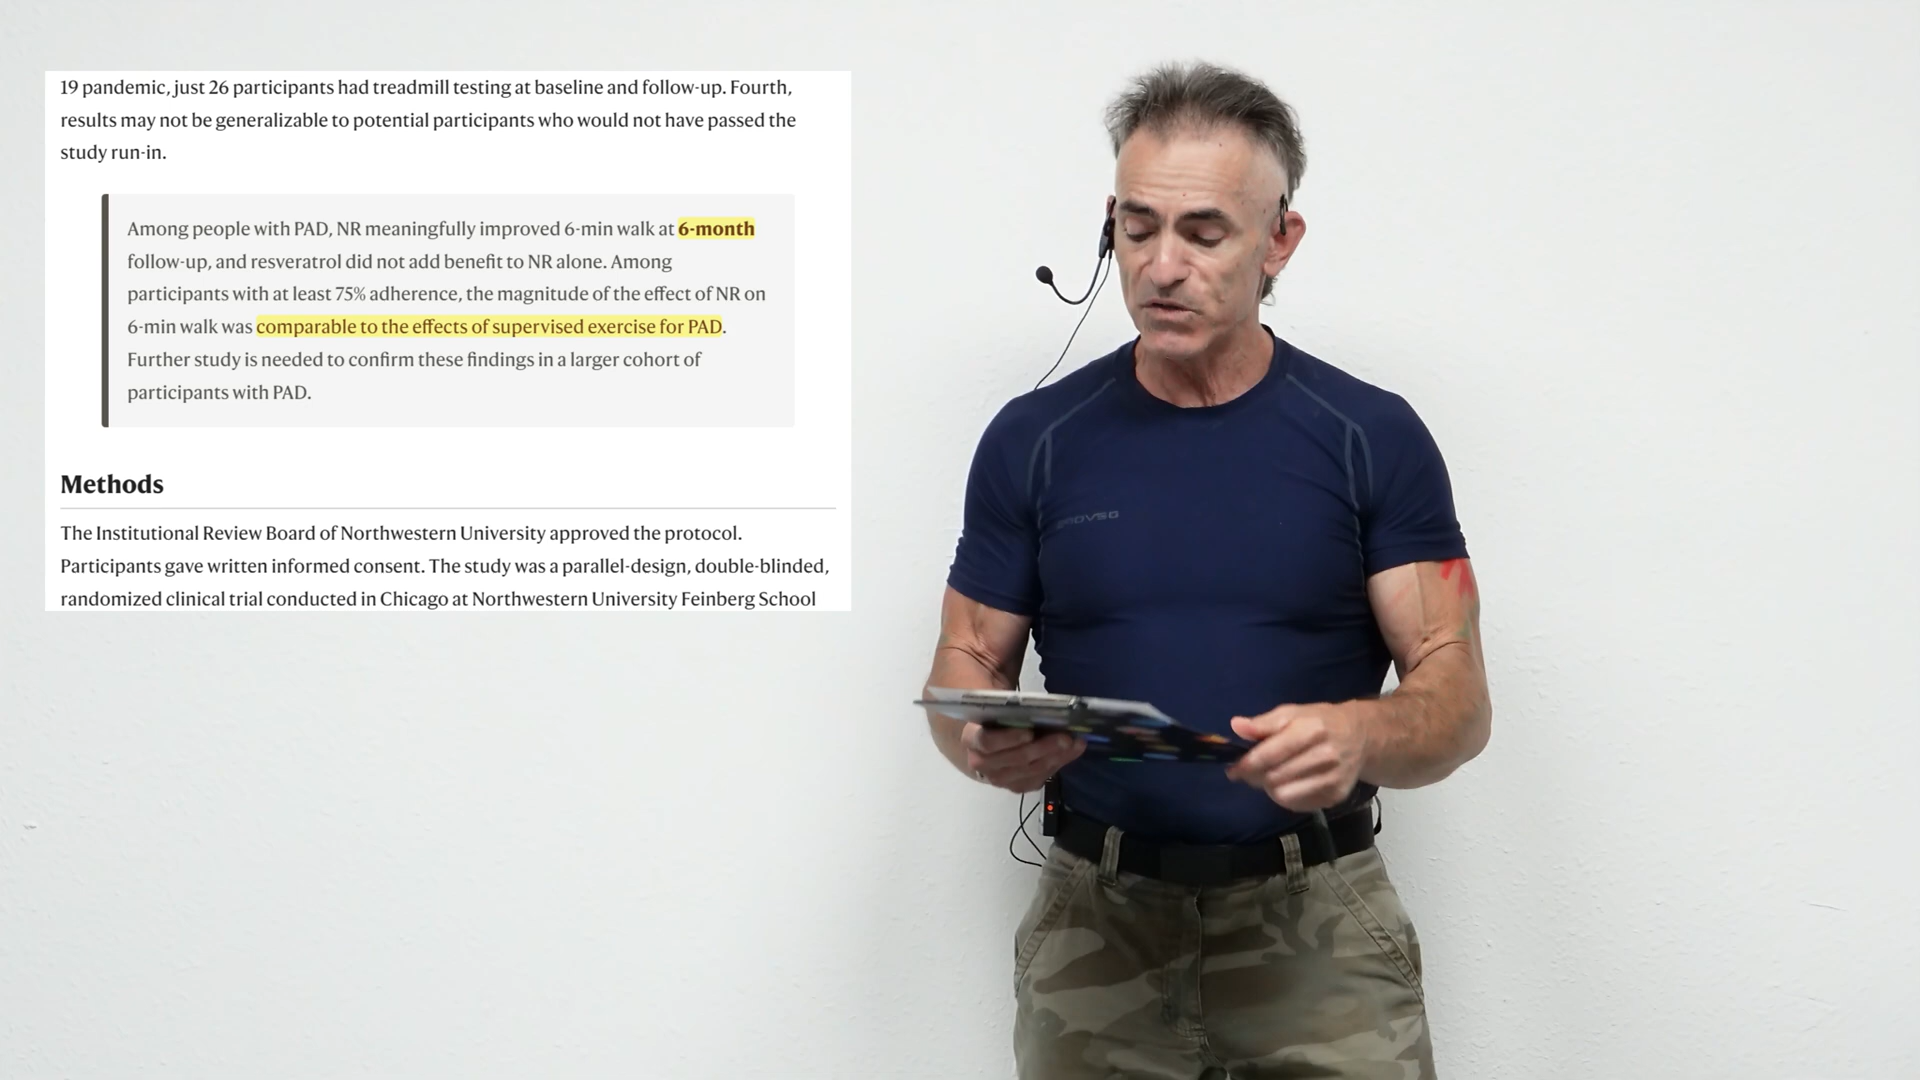 19 pandemic, just 26 participants had treadmill testing at baseline and follow-up. Fourth,
results may not be generalizable to potential participants who would not have passed the
study run-in.
Among people with PAD, NR meaningfully improved 6-min walk at 6-month
follow-up, and resveratrol did not add benefit to NR alone. Among
participants with at least 75% adherence, the magnitude of the effect of NR on
6-min walk was comparable to the effects of supervised exercise for PAD.
Further study is needed to confirm these findings in a larger cohort of
participants with PAD.
Methods
The Institutional Review Board of Northwestern University approved the protocol.
Participants gave written informed consent. The study was a parallel-design, double-blinded,
randomized clinical trial conducted in Chicago at Northwestern University Feinberg School